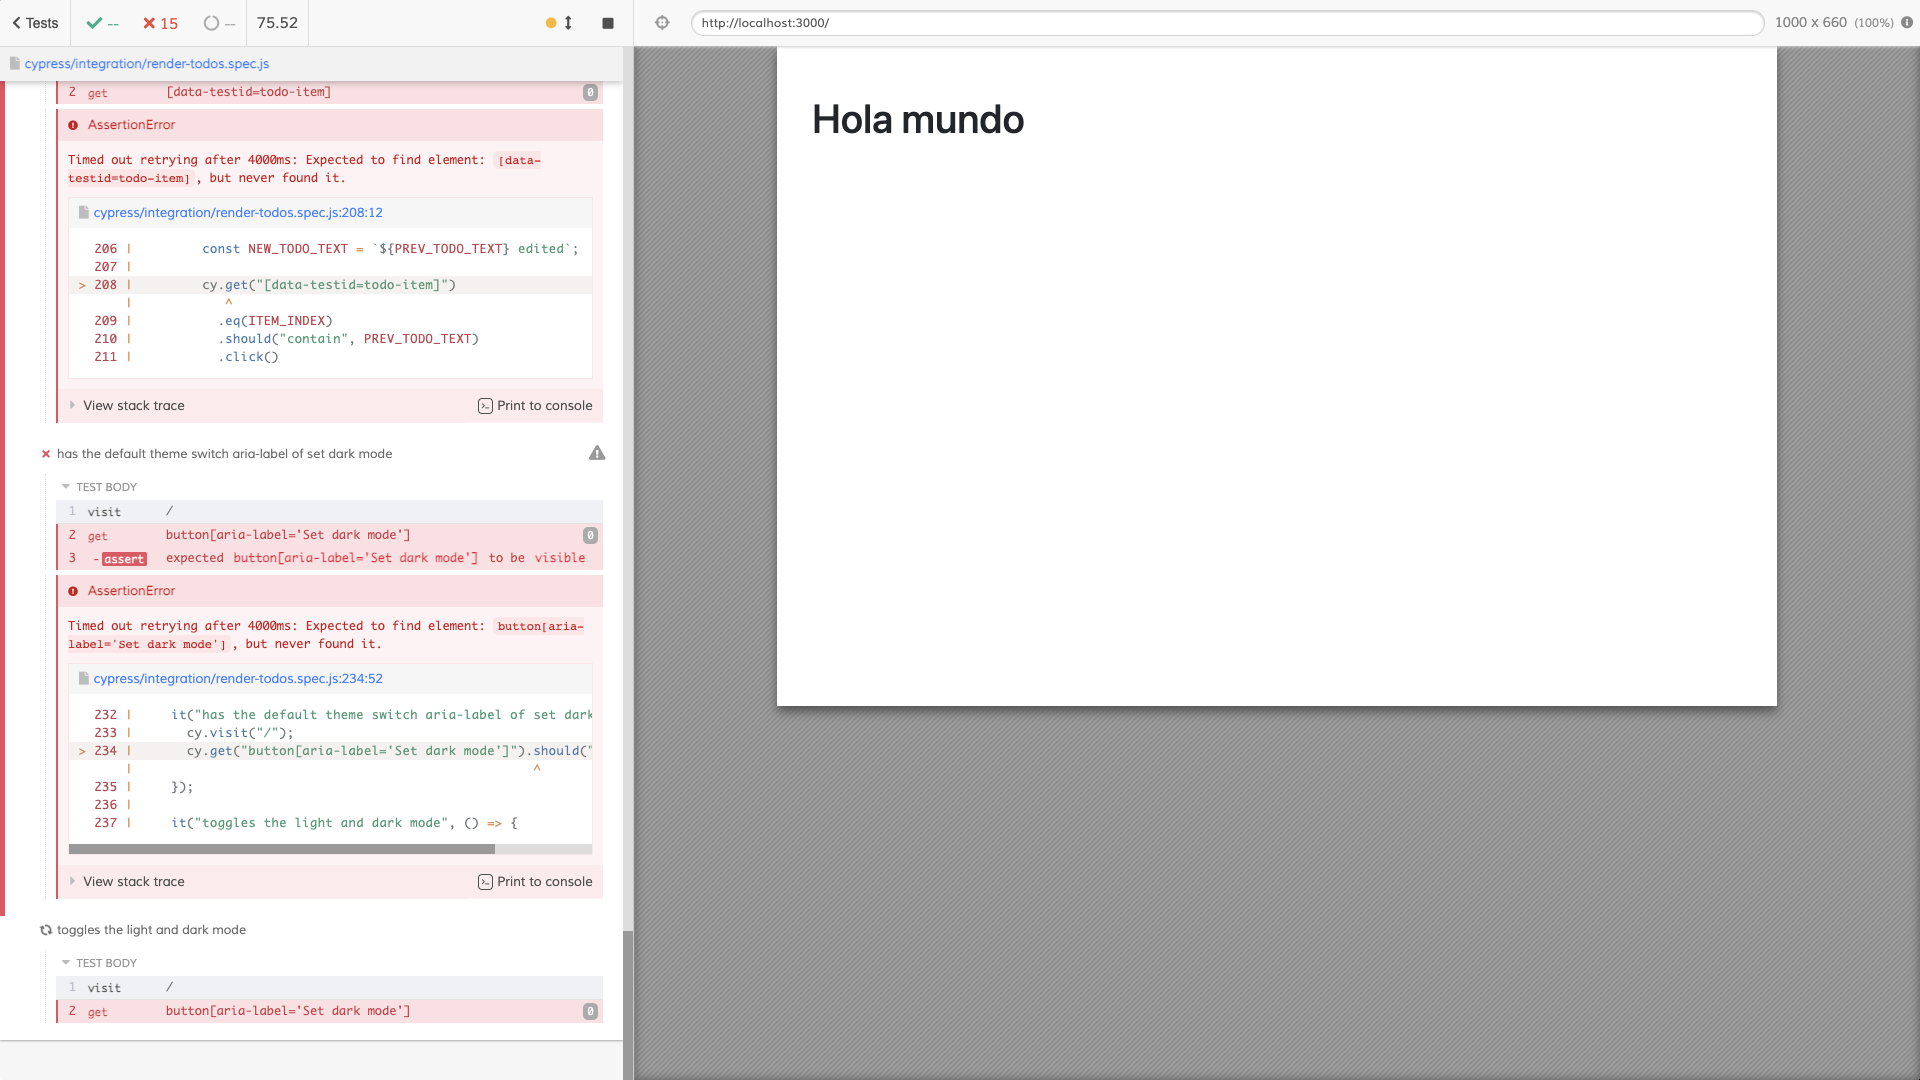 Tests
--
15
--
75.52
http://localhost:3000/
1000 x 660 (100%)
cypress/integration/render-todos.spec.js
2 get [data-testid=todo-item] 0
AssertionError
Timed out retrying after 4000ms: Expected to find element: [data-
testid=todo-item], but never found it.
cypress/integration/render-todos.spec.js:208:12
206 | const NEW_TODO_TEXT = `${PREV_TODO_TEXT} edited`;
207 |
> 208 | cy.get("[data-testid=todo-item]")
| ^
209 | .eq(ITEM_INDEX)
210 | .should("contain", PREV_TODO_TEXT)
211 | .click()
View stack trace
Print to console
has the default theme switch aria-label of set dark mode
TEST BODY
1 visit /
2 get button[aria-label='Set dark mode'] 0
3 -assert expected button[aria-label='Set dark mode'] to be visible
AssertionError
Timed out retrying after 4000ms: Expected to find element: button[aria-
label='Set dark mode'], but never found it.
cypress/integration/render-todos.spec.js:234:52
232 | it("has the default theme switch aria-label of set dark
233 | cy.visit("/");
> 234 | cy.get("button[aria-label='Set dark mode']").should("
| ^
235 | });
236 |
237 | it("toggles the light and dark mode", () => {
View stack trace
Print to console
toggles the light and dark mode
TEST BODY
1 visit /
2 get button[aria-label='Set dark mode'] 0
Hola mundo